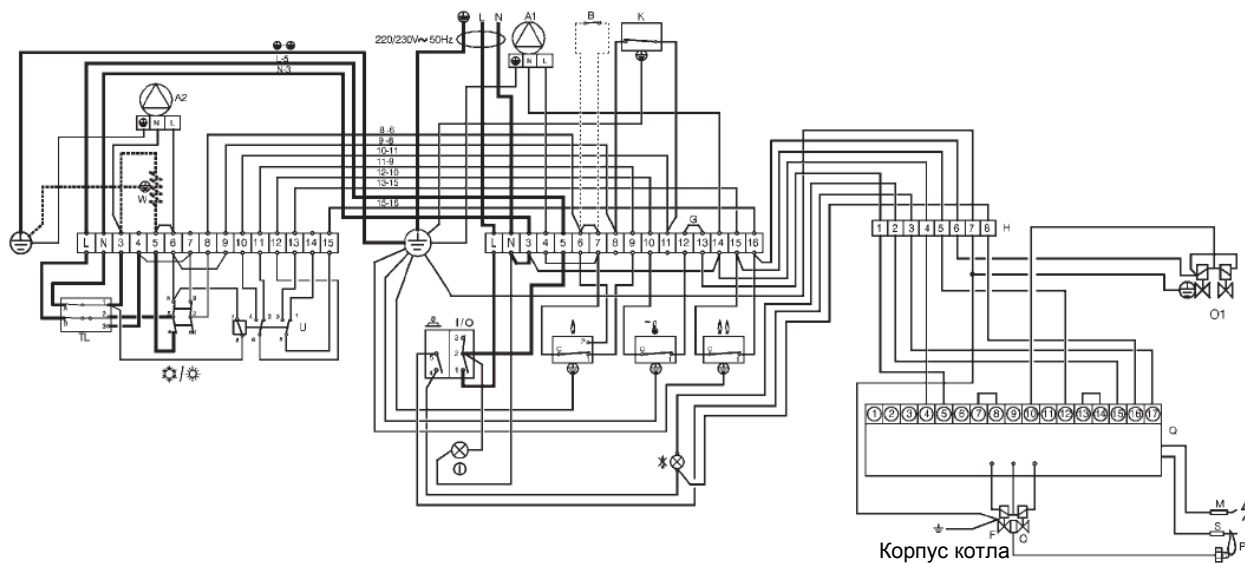 L N
A1
B
K
220/230V~50Hz
L-5
N-3
A2
N L
N L
W
8-6
9-8
10-11
11-9
12-10
13-15
15-16
G
L N 3 4 5 6 7 8 9 10 11 12 13 14 15
L N 3 4 5 6 7 8 9 10 11 12 13 14 15 16
1 2 3 4 5 6 7 8
H
TL
U
I/O
3
2
1
C
C
C
O1
1 2 3 4 5 6 7 8 9 10 11 12 13 14 15 16 17
Q
M
S
F
P
Корпус котла